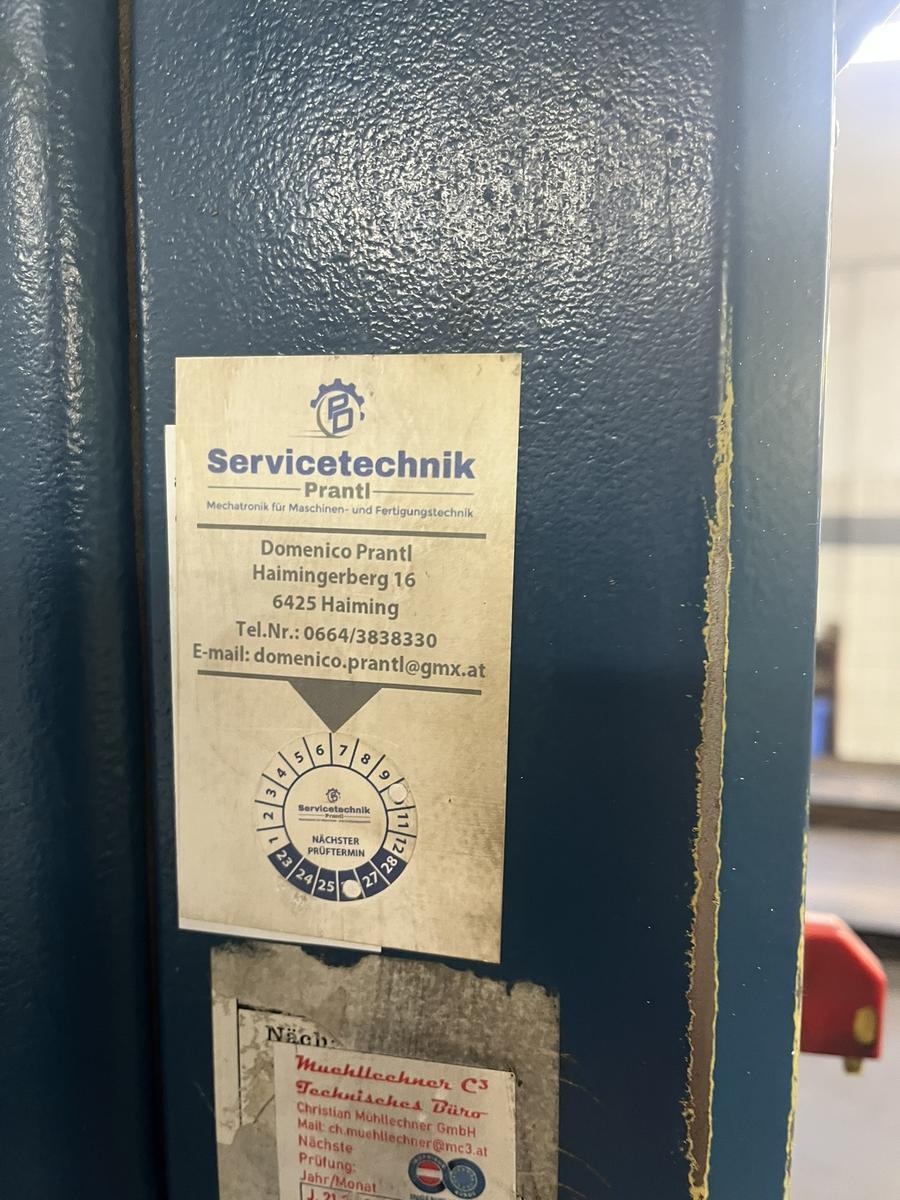 PD
Servicetechnik
Prantl
Mechatronik für Maschinen- und Fertigungstechnik
Domenico Prantl
Haimingerberg 16
6425 Haiming
Tel.Nr.: 0664/3838330
E-mail: domenico.prantl@gmx.at
1 2 3 4 5 6 7 8 9 11 12
Servicetechnik
Prantl
NÄCHSTER
PRÜFTERMIN
23 24 25 27 28
Näch
Muehllechner C³
Technisches Büro
Christian Mühllechner GmbH
Mail: ch.muehllechner@mc3.at
Nächste
Prüfung:
Jahr/Monat